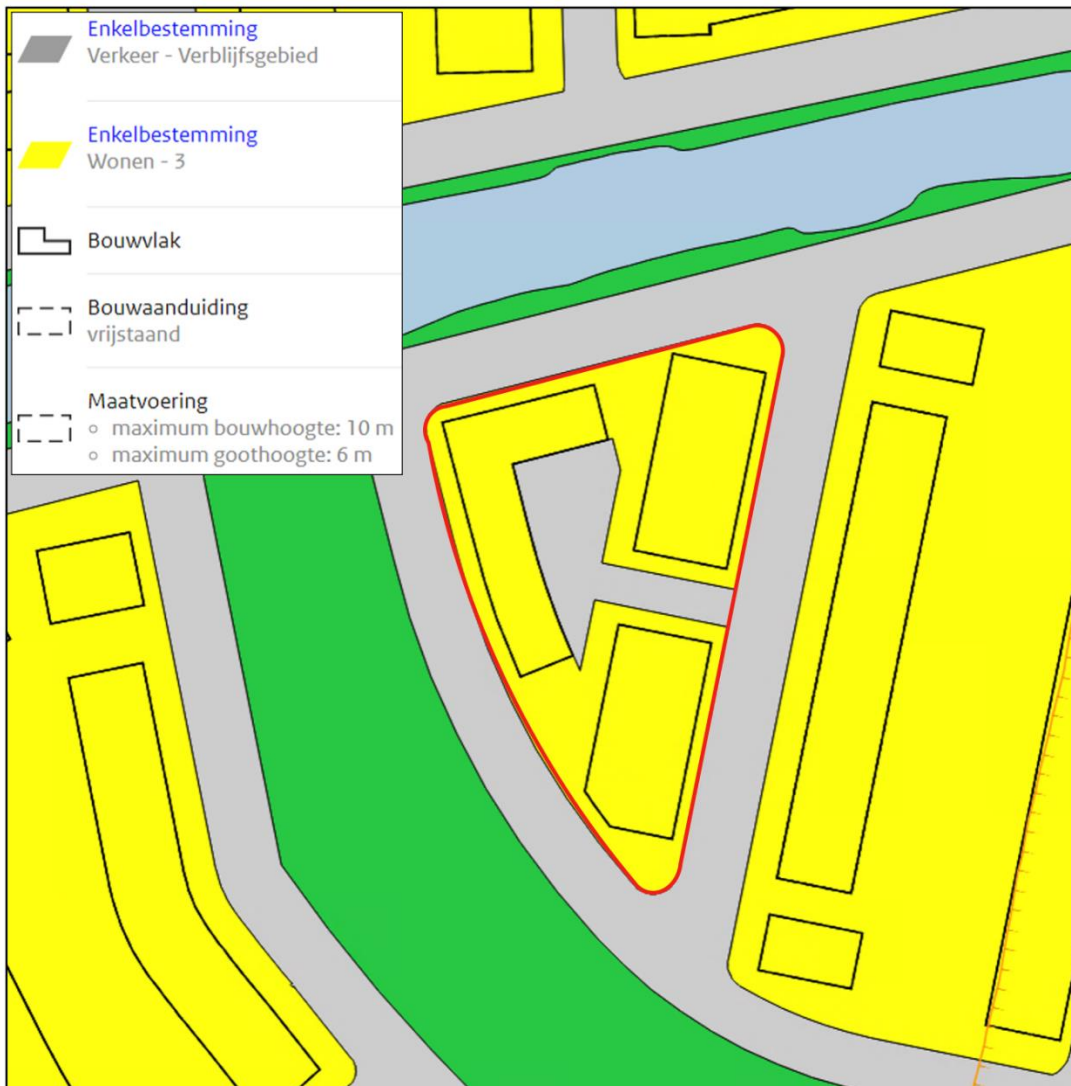 Enkelbestemming
Verkeer - Verblijfsgebied
Enkelbestemming
Wonen - 3
Bouwvlak
Bouwaanduiding
vrijstaand
Maatvoering
○ maximum bouwhoogte: 10 m
○ maximum goothoogte: 6 m